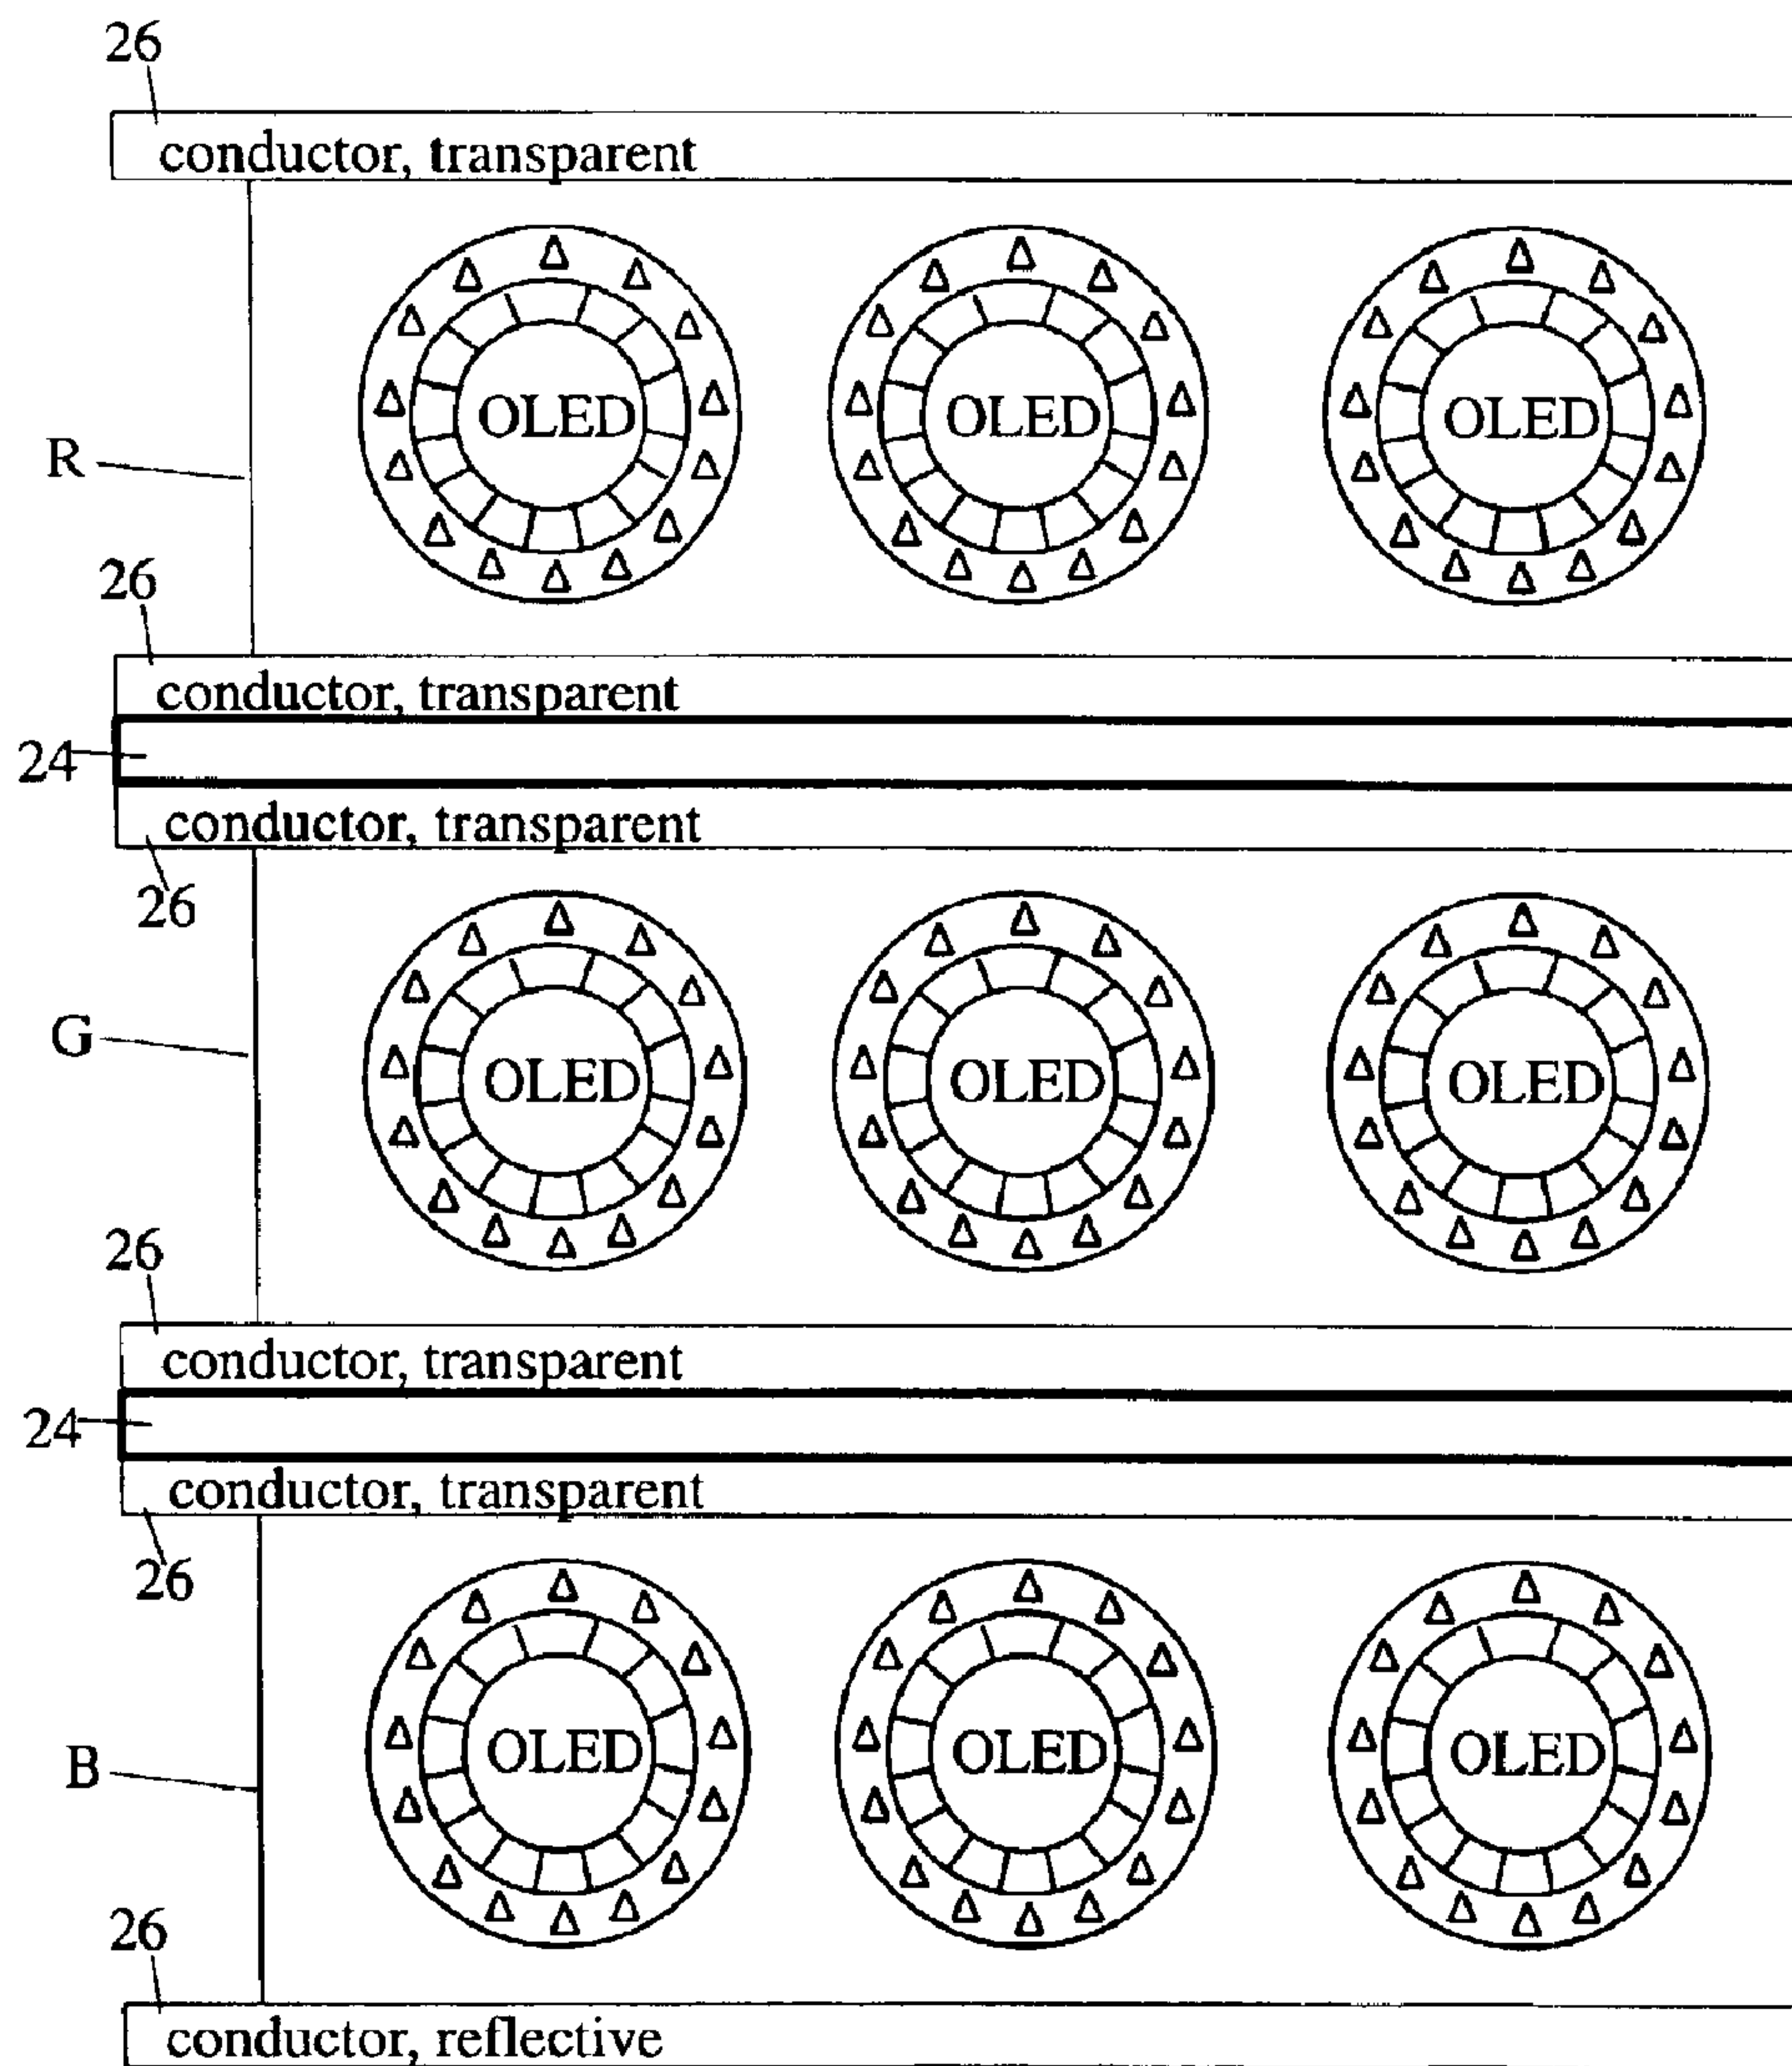 26
conductor, transparent
OLED OLED OLED
R
26
conductor, transparent
24
conductor, transparent
26
OLED OLED OLED
G
26
conductor, transparent
24
conductor, transparent
26
OLED OLED OLED
B
26
conductor, reflective